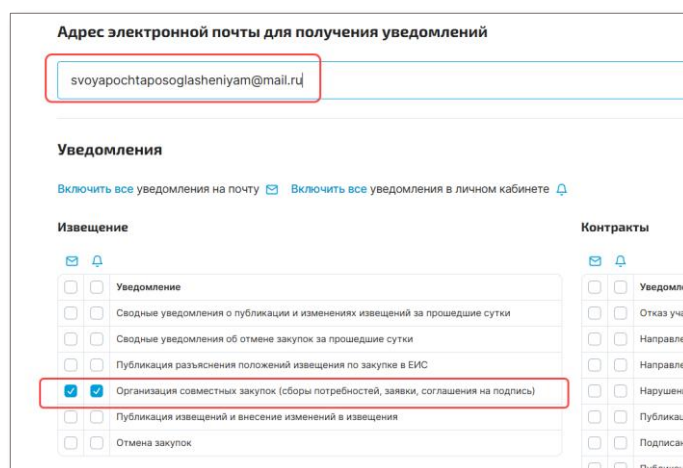 Адрес электронной почты для получения уведомлений
svoyapochtaposoglasheniyam@mail.ru
Уведомления
Включить все уведомления на почту Включить все уведомления в личном кабинете
Извещение
Уведомление
Сводные уведомления о публикации и изменениях извещений за прошедшие сутки
Сводные уведомления об отмене закупок за прошедшие сутки
Публикация разъяснения положений извещения по закупке в ЕИС
Организация совместных закупок (сборы потребностей, заявки, соглашения на подпись)
Публикация извещений и внесение изменений в извещения
Отмена закупок
Контракты
Уведомл
Отказ уча
Направле
Направле
Нарушен
Публикац
Подписан